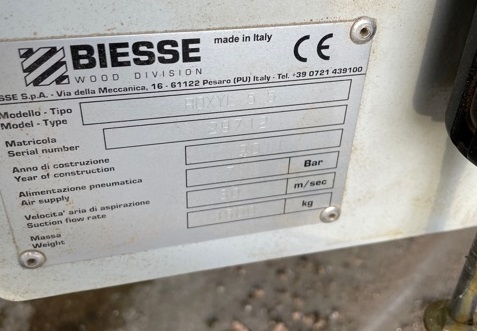 BIESSE made in Italy CE
WOOD DIVISION
SSE S.p.A. - Via della Meccanica, 16 - 61122 Pesaro (PU) Italy - Tel. +39 0721 439100
Modello - Tipo
Model - Type
Matricola
Serial number
Anno di costruzione
Year of construction
Alimentazione pneumatica Bar
Air supply
Velocita' aria di aspirazione m/sec
Suction flow rate
Massa kg
Weight